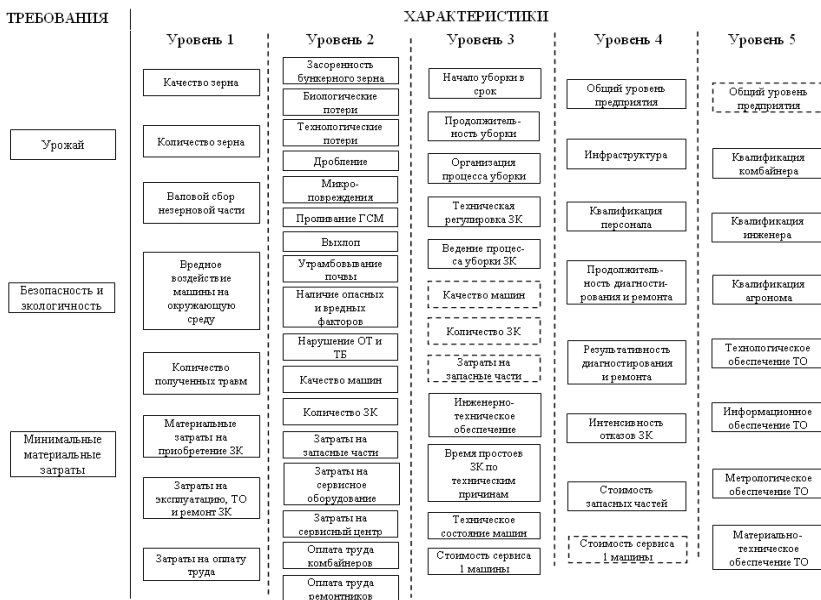 ТРЕБОВАНИЯ
ХАРАКТЕРИСТИКИ
Урожай
Безопасность и
экологичность
Минимальные
материальные
затраты
Уровень 1
Качество зерна
Количество зерна
Валовой сбор
незерновой части
Вредное
воздействие
машины на
окружающую
среду
Количество
полученных травм
Материальные
затраты на
приобретение ЗК
Затраты на
эксплуатацию, ТО
и ремонт ЗК
Затраты на оплату
труда
Уровень 2
Засоренность
бункерного зерна
Биологические
потери
Технологические
потери
Дробление
Микро-
повреждения
Проливание ГСМ
Выхлоп
Утрамбовывание
почвы
Наличие опасных
и вредных
факторов
Нарушение ОТ и
ТБ
Качество машин
Количество ЗК
Затраты на
запасные части
Затраты на
сервисное
оборудование
Затраты на
сервисный центр
Оплата труда
комбайнеров
Оплата труда
ремонтников
Уровень 3
Начало уборки в
срок
Продолжитель-
ность уборки
Организация
процесса уборки
Техническая
регулировка ЗК
Ведение процес-
са уборки ЗК
Качество машин
Количество ЗК
Затраты на
запасные части
Инженерно-
техническое
обеспечение
Время простоев
ЗК по
техническим
причинам
Техническое
состояние машин
Стоимость сервиса
1 машины
Уровень 4
Общий уровень
предприятия
Инфраструктура
Квалификация
персонала
Продолжитель-
ность диагности-
рования и ремонта
Результативность
диагностирования
и ремонта
Интенсивность
отказов ЗК
Стоимость
запасных частей
Стоимость сервиса
1 машины
Уровень 5
Общий уровень
предприятия
Квалификация
комбайнера
Квалификация
инженера
Квалификация
агронома
Технологическое
обеспечение ТО
Информационное
обеспечение ТО
Метрологическое
обеспечение ТО
Материально-
техническое
обеспечение ТО